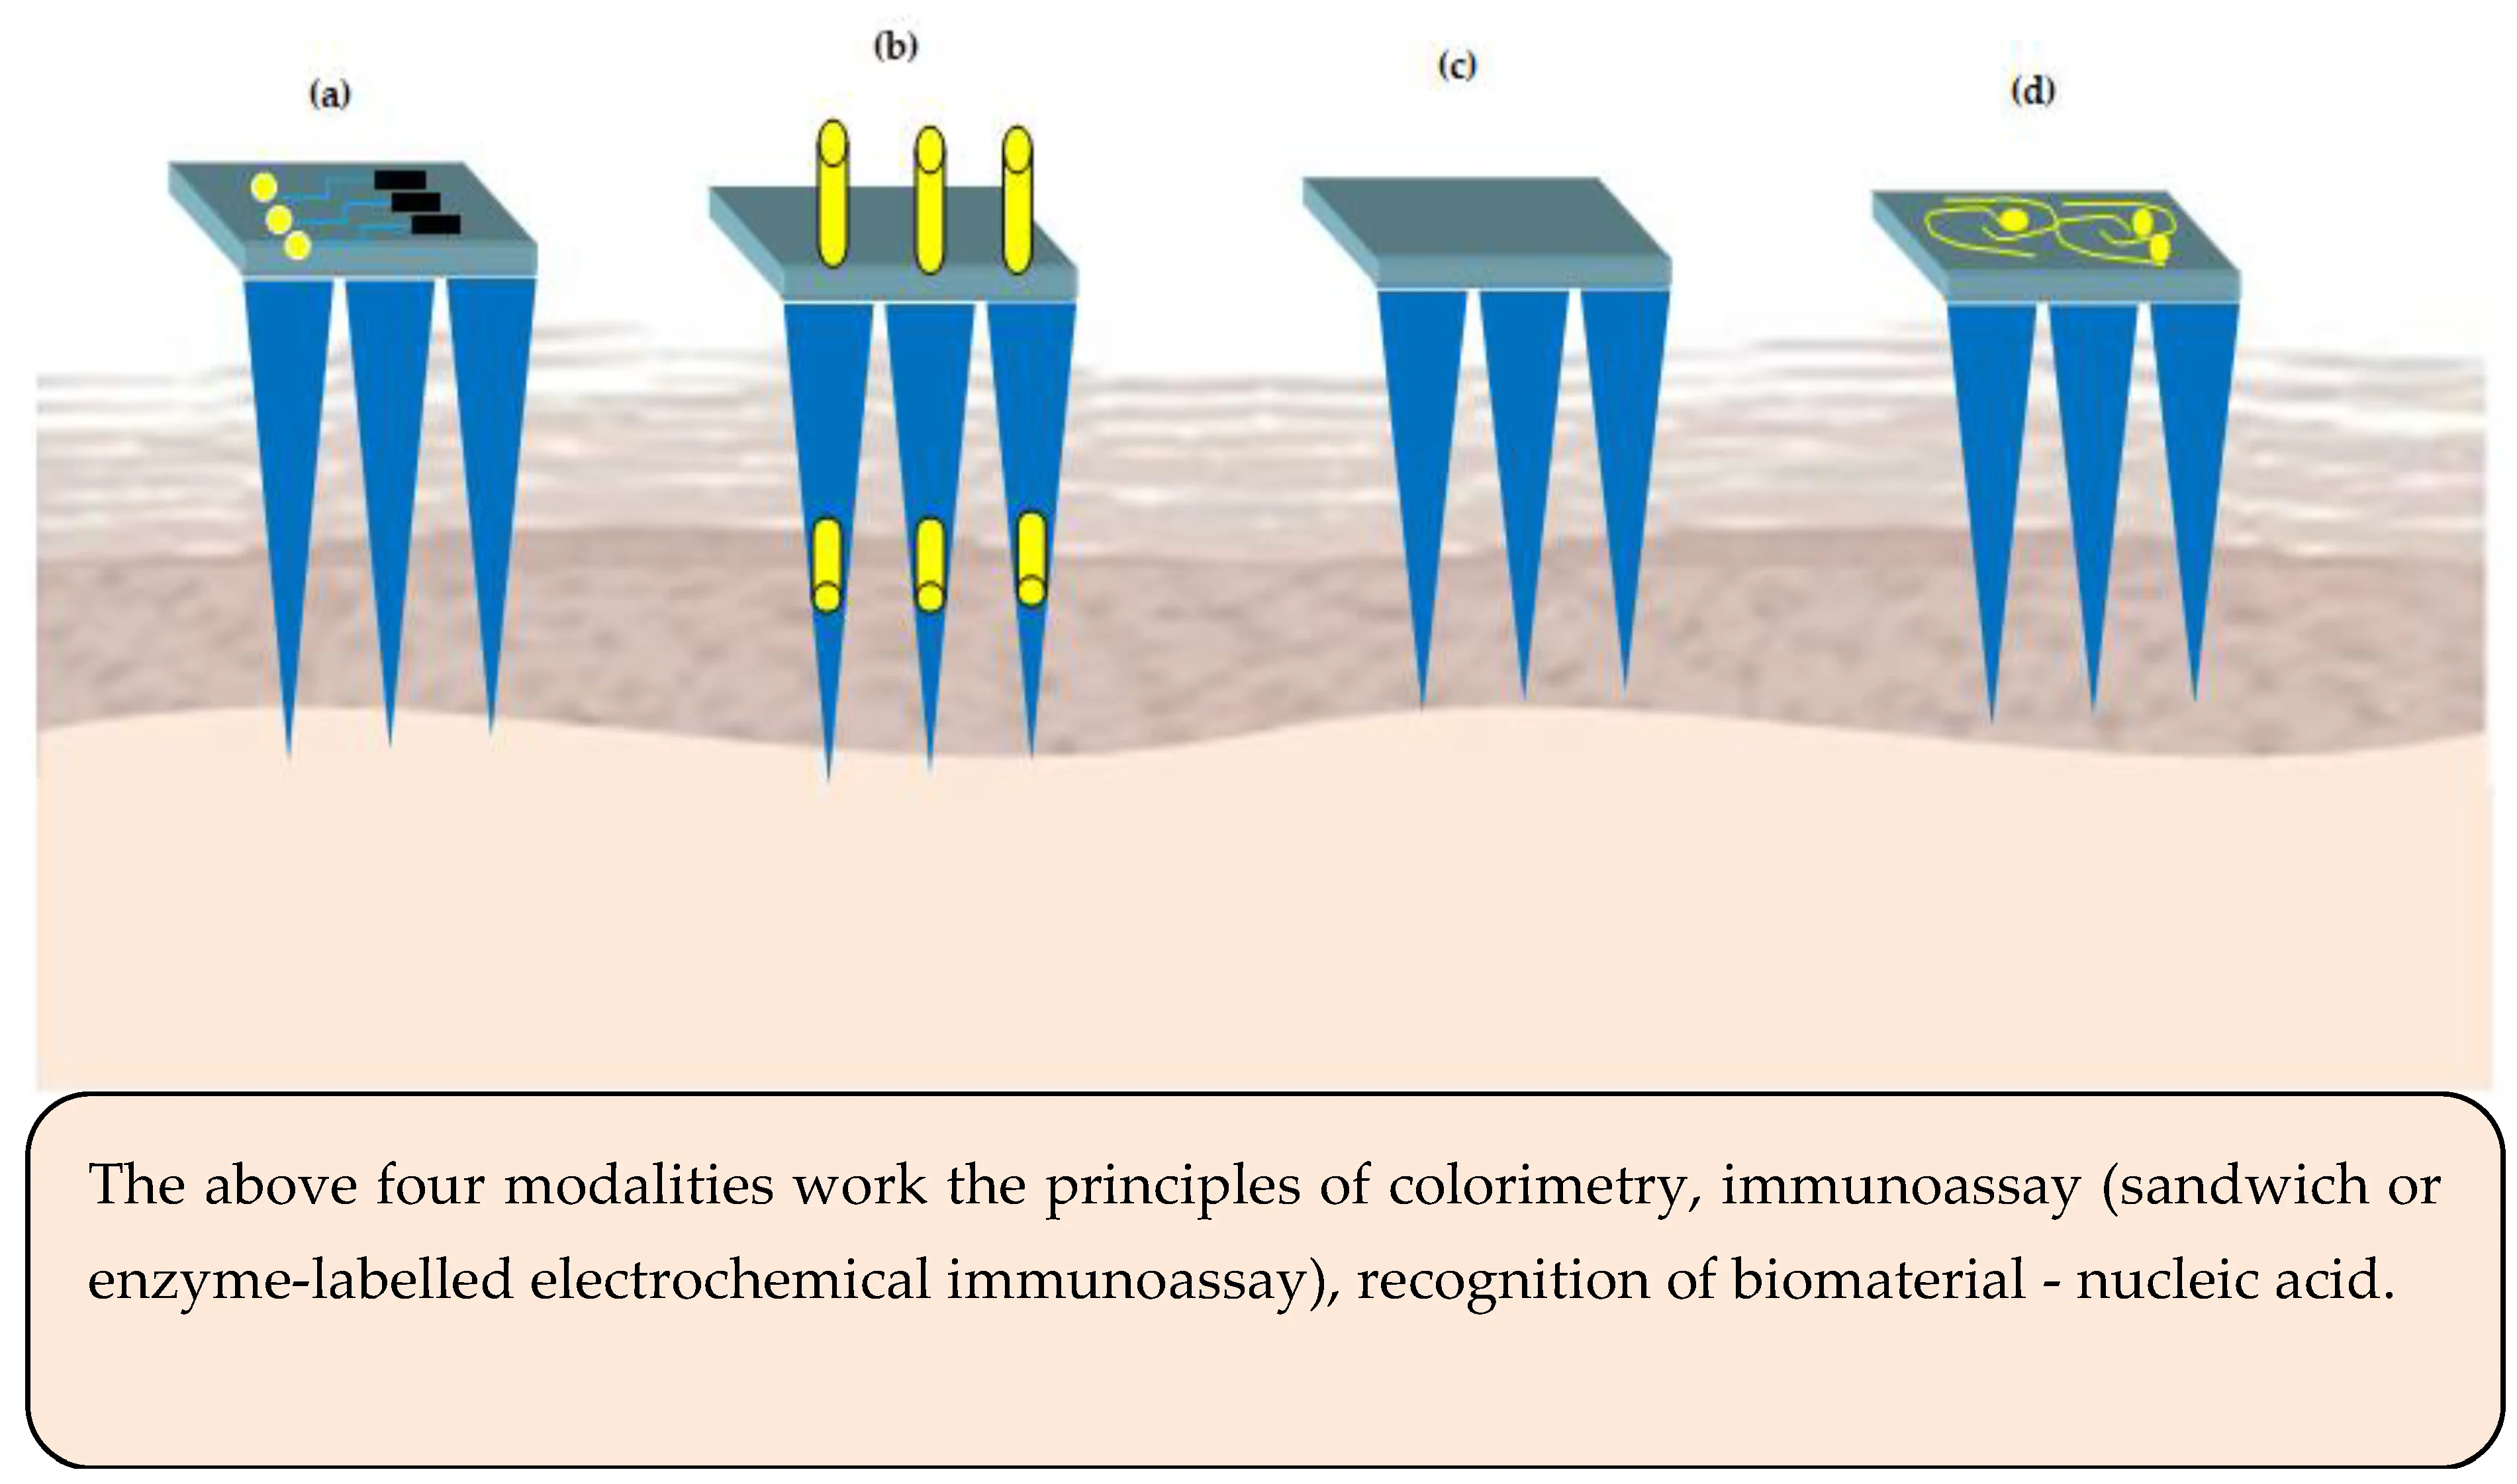 (a)
(b)
(c)
(d)
The above four modalities work the principles of colorimetry, immunoassay (sandwich or
enzyme-labelled electrochemical immunoassay), recognition of biomaterial - nucleic acid.